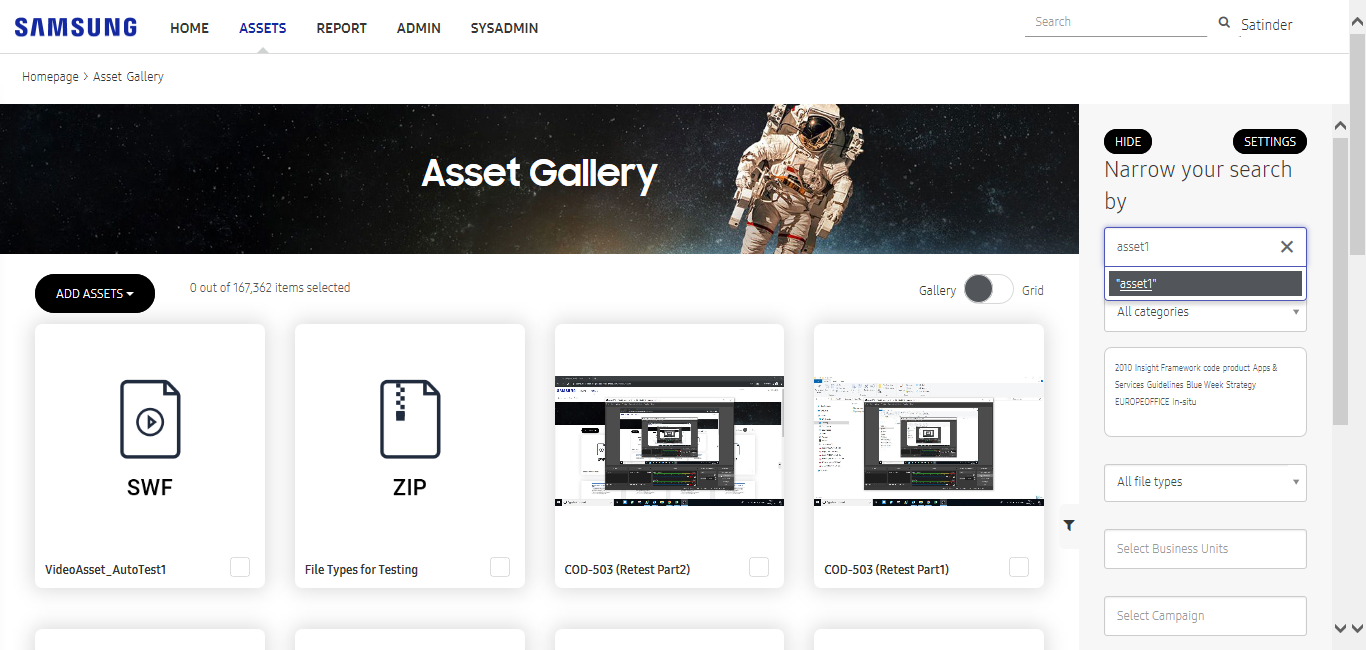 SAMSUNG
HOME ASSETS REPORT ADMIN SYSADMIN
Search
Satinder
Homepage > Asset Gallery
Asset Gallery
HIDE
SETTINGS
Narrow your search
by
asset1
"asset1"
All categories
2010 Insight Framework code product Apps &
Services Guidelines Blue Week Strategy
EUROPEOFFICE In-situ
All file types
Select Business Units
Select Campaign
ADD ASSETS
0 out of 167,362 items selected
Gallery
Grid
SWF
VideoAsset_AutoTest1
ZIP
File Types for Testing
COD-503 (Retest Part2)
COD-503 (Retest Part1)